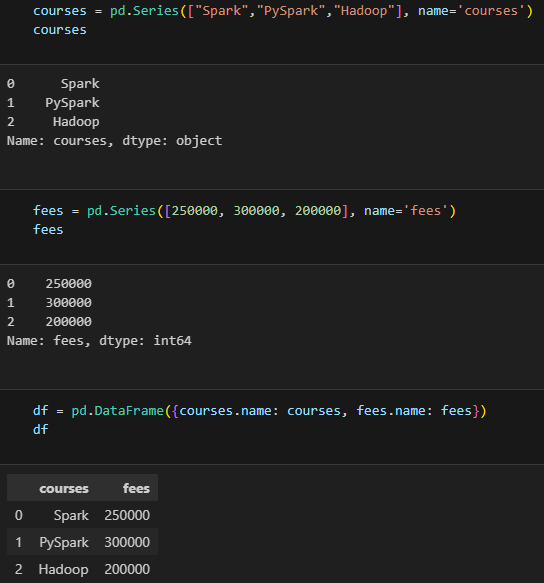 courses = pd.Series(["Spark","PySpark","Hadoop"], name='courses')
courses
0 Spark
1 PySpark
2 Hadoop
Name: courses, dtype: object
fees = pd.Series([250000, 300000, 200000], name='fees')
fees
0 250000
1 300000
2 200000
Name: fees, dtype: int64
df = pd.DataFrame({courses.name: courses, fees.name: fees})
df
courses fees
0 Spark 250000
1 PySpark 300000
2 Hadoop 200000